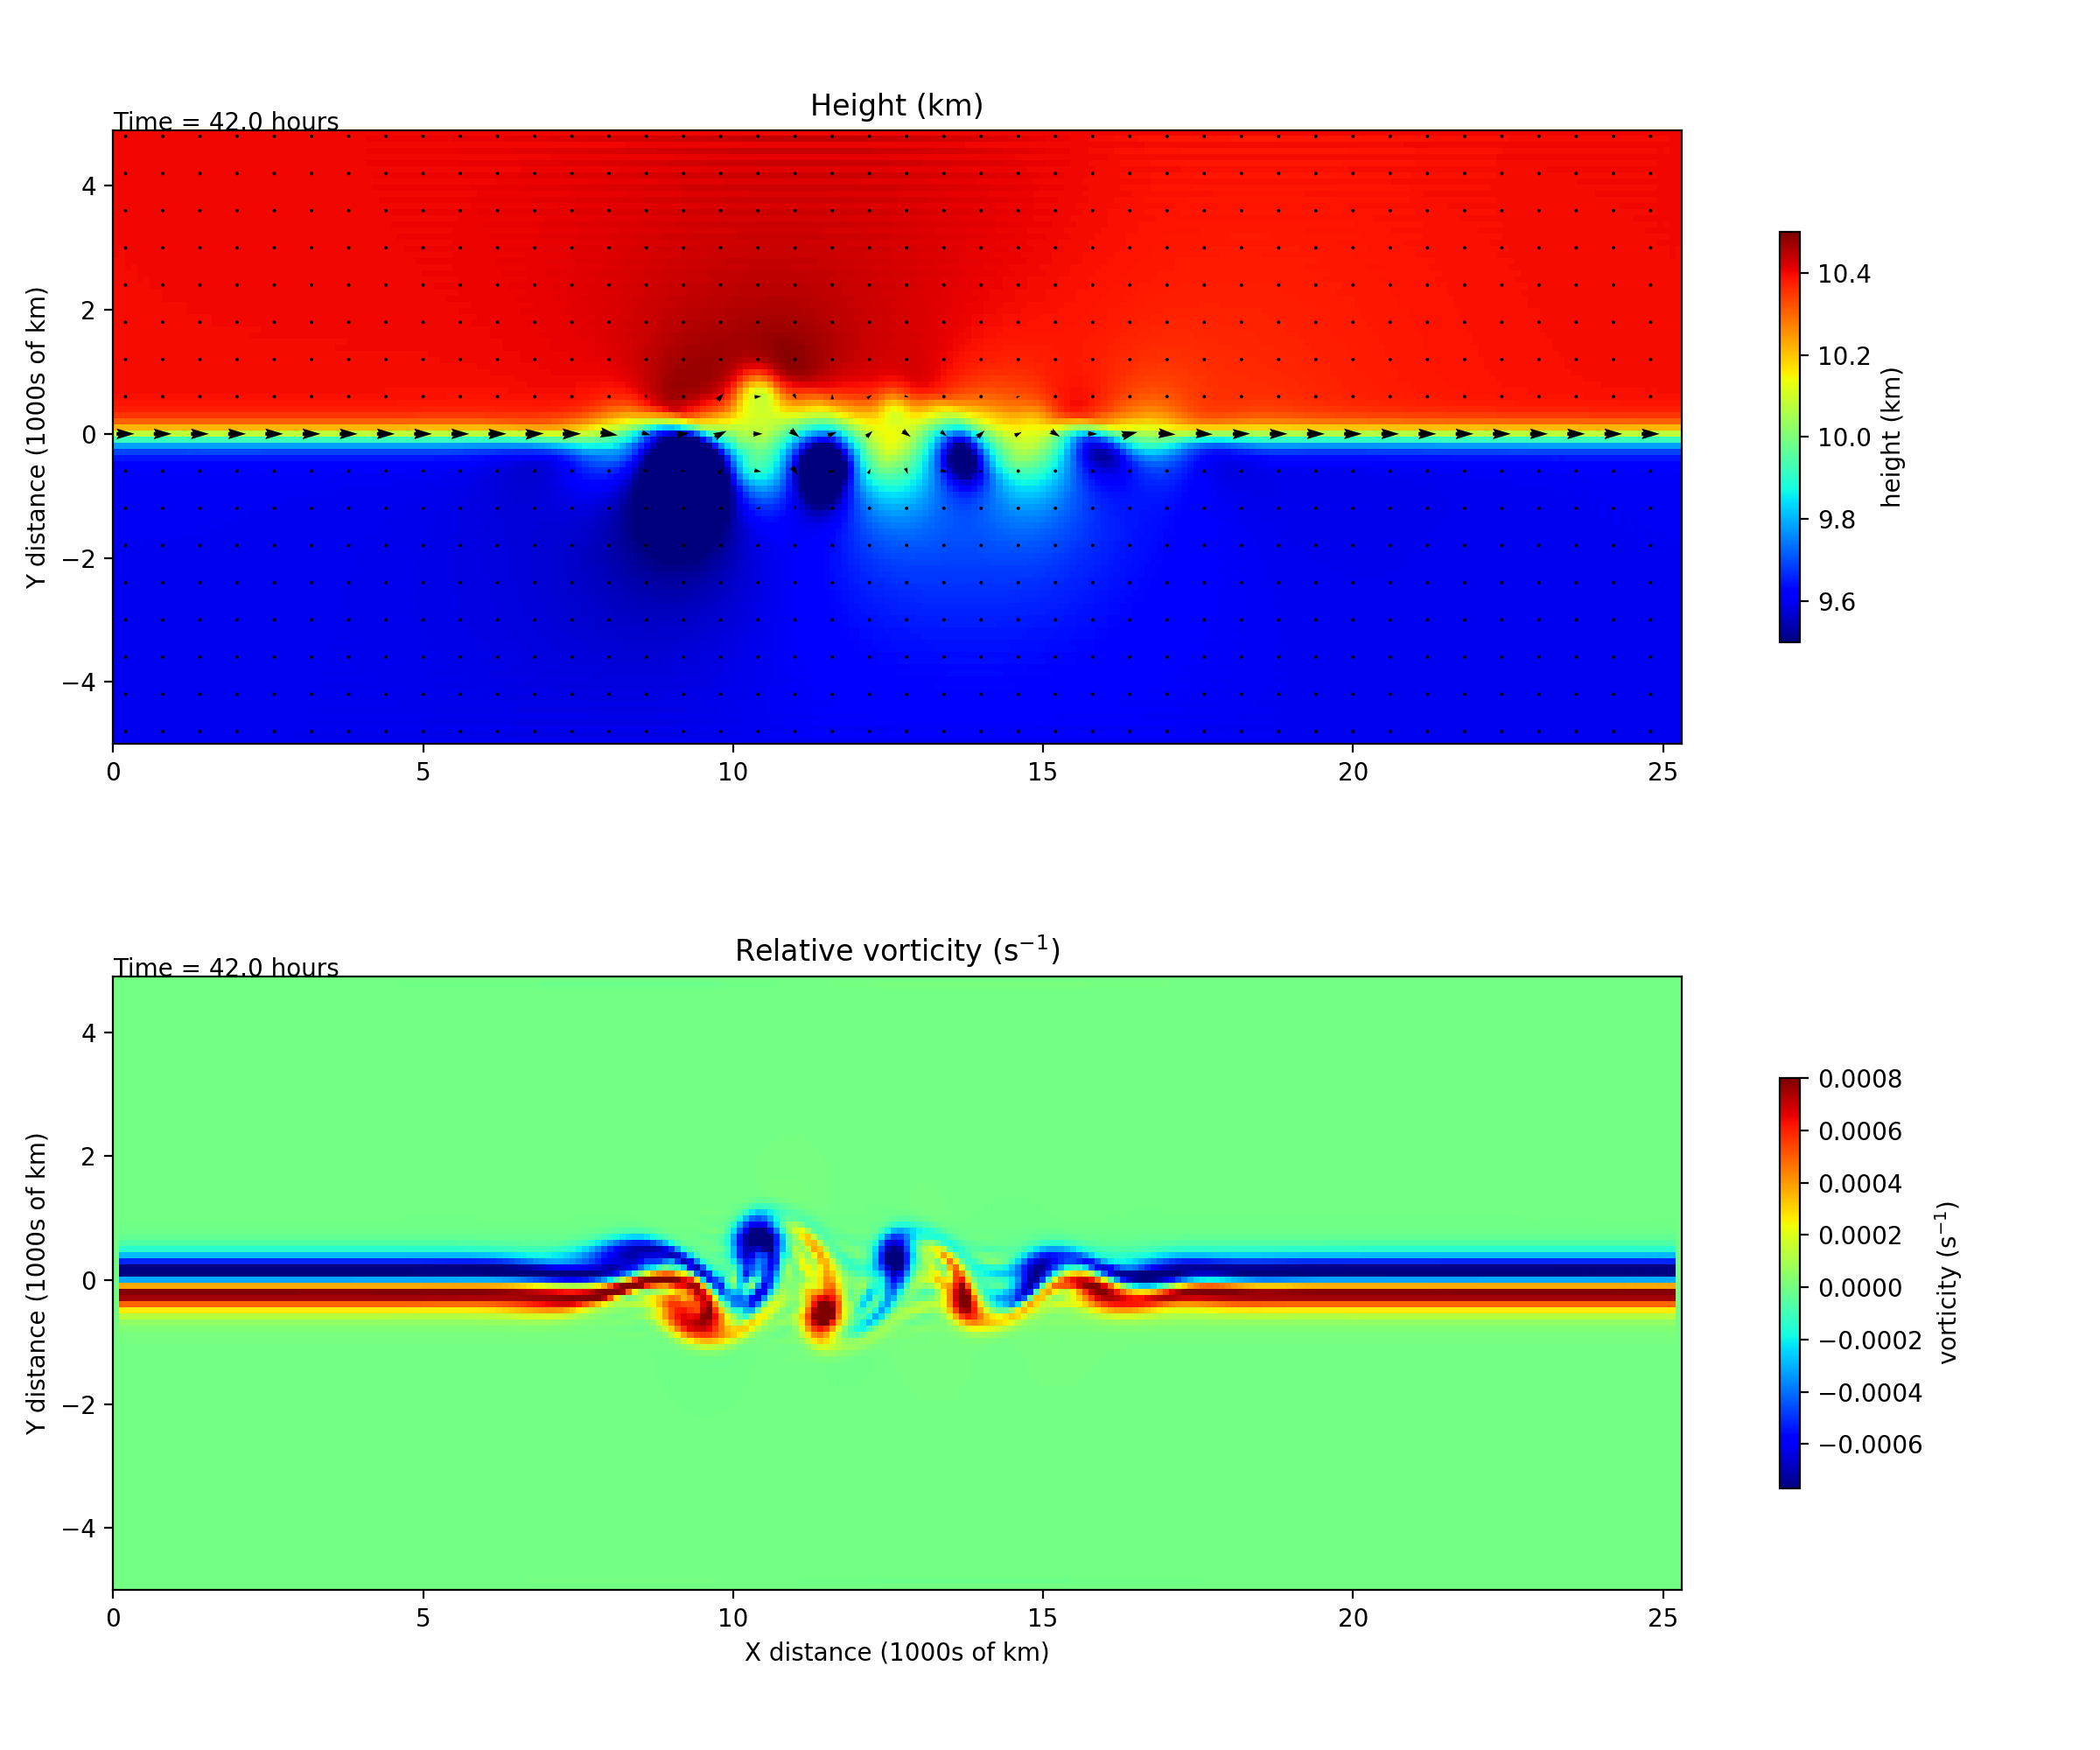 Height (km)
Time = 42.0 hours
Y distance (1000s of km)
4
2
0
−2
−4
0 5 10 15 20 25
10.4
10.2
10.0
9.8
9.6
height (km)
Relative vorticity (s⁻¹)
Time = 42.0 hours
Y distance (1000s of km)
4
2
0
−2
−4
0 5 10 15 20 25
X distance (1000s of km)
0.0008
0.0006
0.0004
0.0002
0.0000
−0.0002
−0.0004
−0.0006
vorticity (s⁻¹)